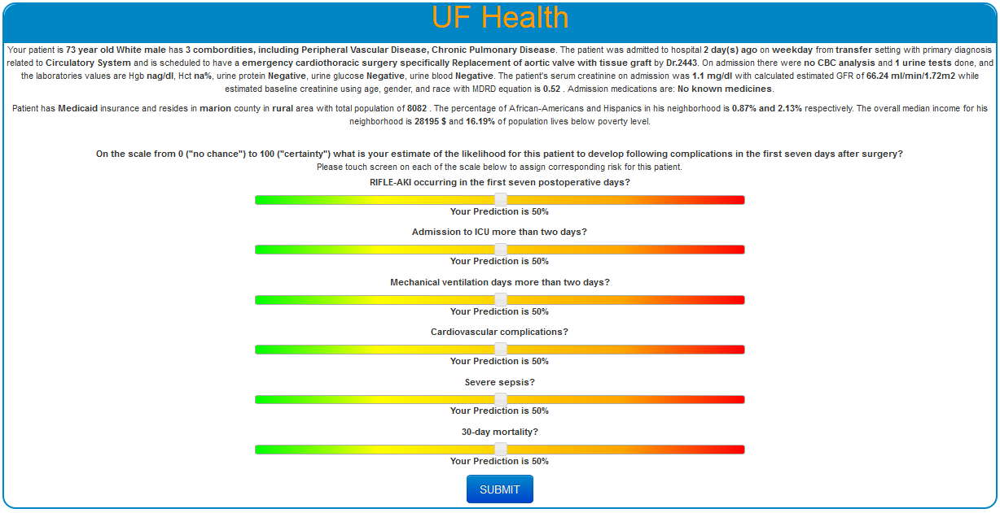 UF Health
Your patient is 73 year old White male has 3 combordities, including Peripheral Vascular Disease, Chronic Pulmonary Disease. The patient was admitted to hospital 2 day(s) ago on weekday from transfer setting with primary diagnosis
related to Circulatory System and is scheduled to have a emergency cardiothoracic surgery specifically Replacement of aortic valve with tissue graft by Dr.2443. On admission there were no CBC analysis and 1 urine tests done, and
the laboratories values are Hgb nag/dl, Hct na%, urine protein Negative, urine glucose Negative, urine blood Negative. The patient's serum creatinine on admission was 1.1 mg/dl with calculated estimated GFR of 66.24 ml/min/1.72m2 while
estimated baseline creatinine using age, gender, and race with MDRD equation is 0.52 . Admission medications are: No known medicines.
Patient has Medicaid insurance and resides in marion county in rural area with total population of 8082 . The percentage of African-Americans and Hispanics in his neighborhood is 0.87% and 2.13% respectively. The overall median income for his
neighborhood is 28195 $ and 16.19% of population lives below poverty level.
On the scale from 0 ("no chance") to 100 ("certainty") what is your estimate of the likelihood for this patient to develop following complications in the first seven days after surgery?
Please touch screen on each of the scale below to assign corresponding risk for this patient.
RIFLE-AKI occurring in the first seven postoperative days?
Your Prediction is 50%
Admission to ICU more than two days?
Your Prediction is 50%
Mechanical ventilation days more than two days?
Your Prediction is 50%
Cardiovascular complications?
Your Prediction is 50%
Severe sepsis?
Your Prediction is 50%
30-day mortality?
Your Prediction is 50%
SUBMIT